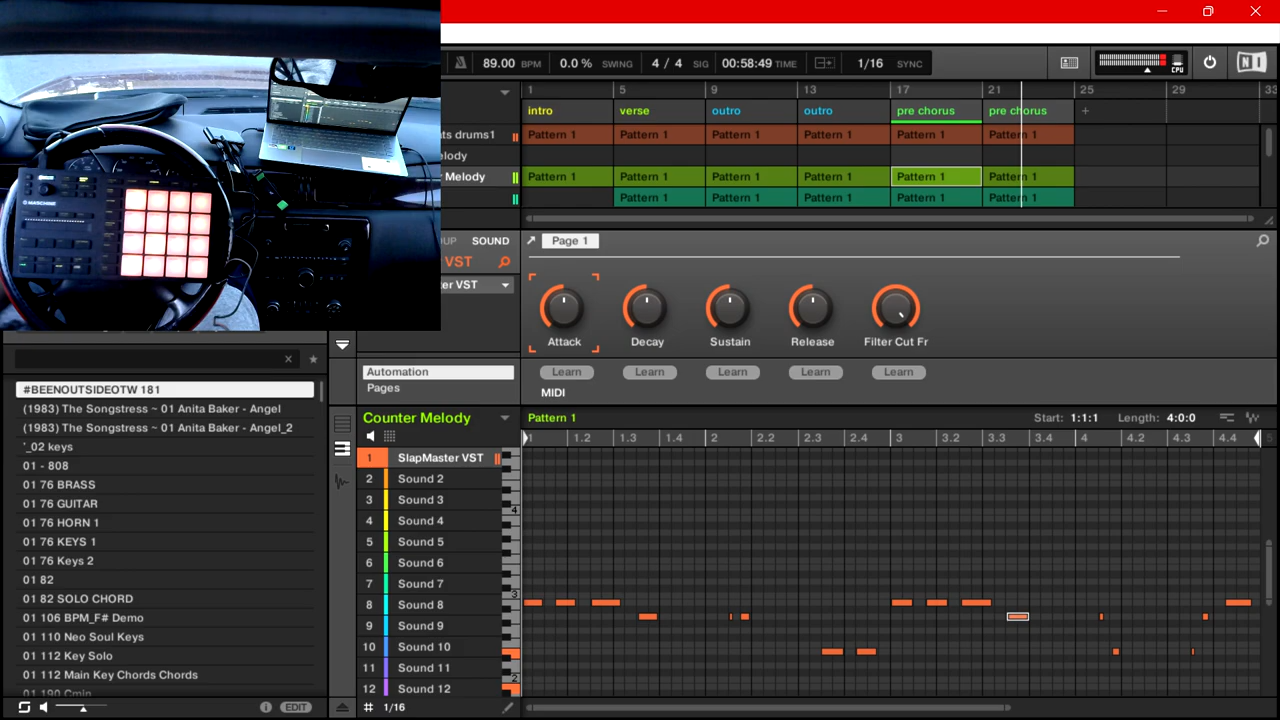 MASCHINE
89.00 BPM 0.0 % SWING 4 / 4 SIG 00:58:49 TIME 1/16 SYNC
CPU
NI
1 5 9 13 17 21 25 29 33
intro verse outro outro pre chorus pre chorus +
ts drums1 Pattern 1 Pattern 1 Pattern 1 Pattern 1 Pattern 1 Pattern 1
elody
Melody Pattern 1 Pattern 1 Pattern 1 Pattern 1 Pattern 1 Pattern 1
Pattern 1 Pattern 1 Pattern 1 Pattern 1 Pattern 1
UP SOUND Page 1
VST
er VST
Attack Decay Sustain Release Filter Cut Fr
Automation Learn Learn Learn Learn Learn
Pages MIDI
#BEENOUTSIDEOTW 181
(1983) The Songstress ~ 01 Anita Baker - Angel
(1983) The Songstress ~ 01 Anita Baker - Angel_2
'_02 keys
01 - 808
01 76 BRASS
01 76 GUITAR
01 76 HORN 1
01 76 KEYS 1
01 76 Keys 2
01 82
01 82 SOLO CHORD
01 106 BPM_F# Demo
01 110 Neo Soul Keys
01 112 Key Solo
01 112 Main Key Chords Chords
01 190 Cmin
EDIT
Counter Melody Pattern 1 Start: 1:1:1 Length: 4:0:0
1 1.2 1.3 1.4 2 2.2 2.3 2.4 3 3.2 3.3 3.4 4 4.2 4.3 4.4 5
1 SlapMaster VST
2 Sound 2
3 Sound 3
4 Sound 4
5 Sound 5
6 Sound 6
7 Sound 7
8 Sound 8
9 Sound 9
10 Sound 10
11 Sound 11
12 Sound 12
4
3
2
# 1/16